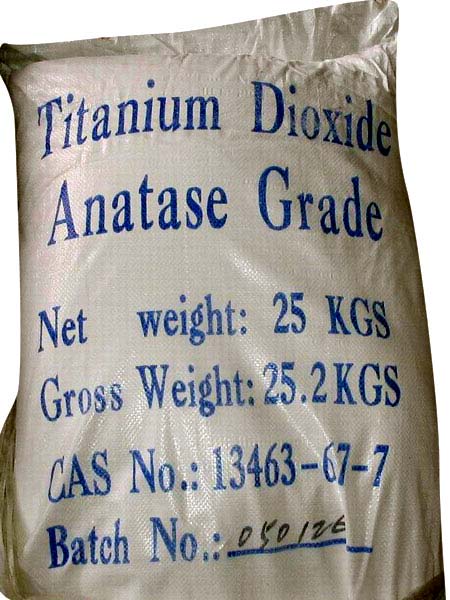 Titanium Dioxide
Anatase Grade
Net weight: 25 KGS
Gross Weight: 25.2 KGS
CAS No.: 13463-67-7
Batch No.: 050126